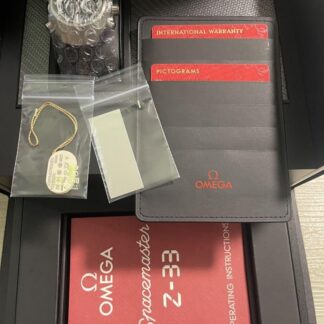 INTERNATIONAL WARRANTY
PICTOGRAMS
Ω
OMEGA
Ω
OMEGA
Spacemaster
Z-33
OPERATING INSTRUCTIONS